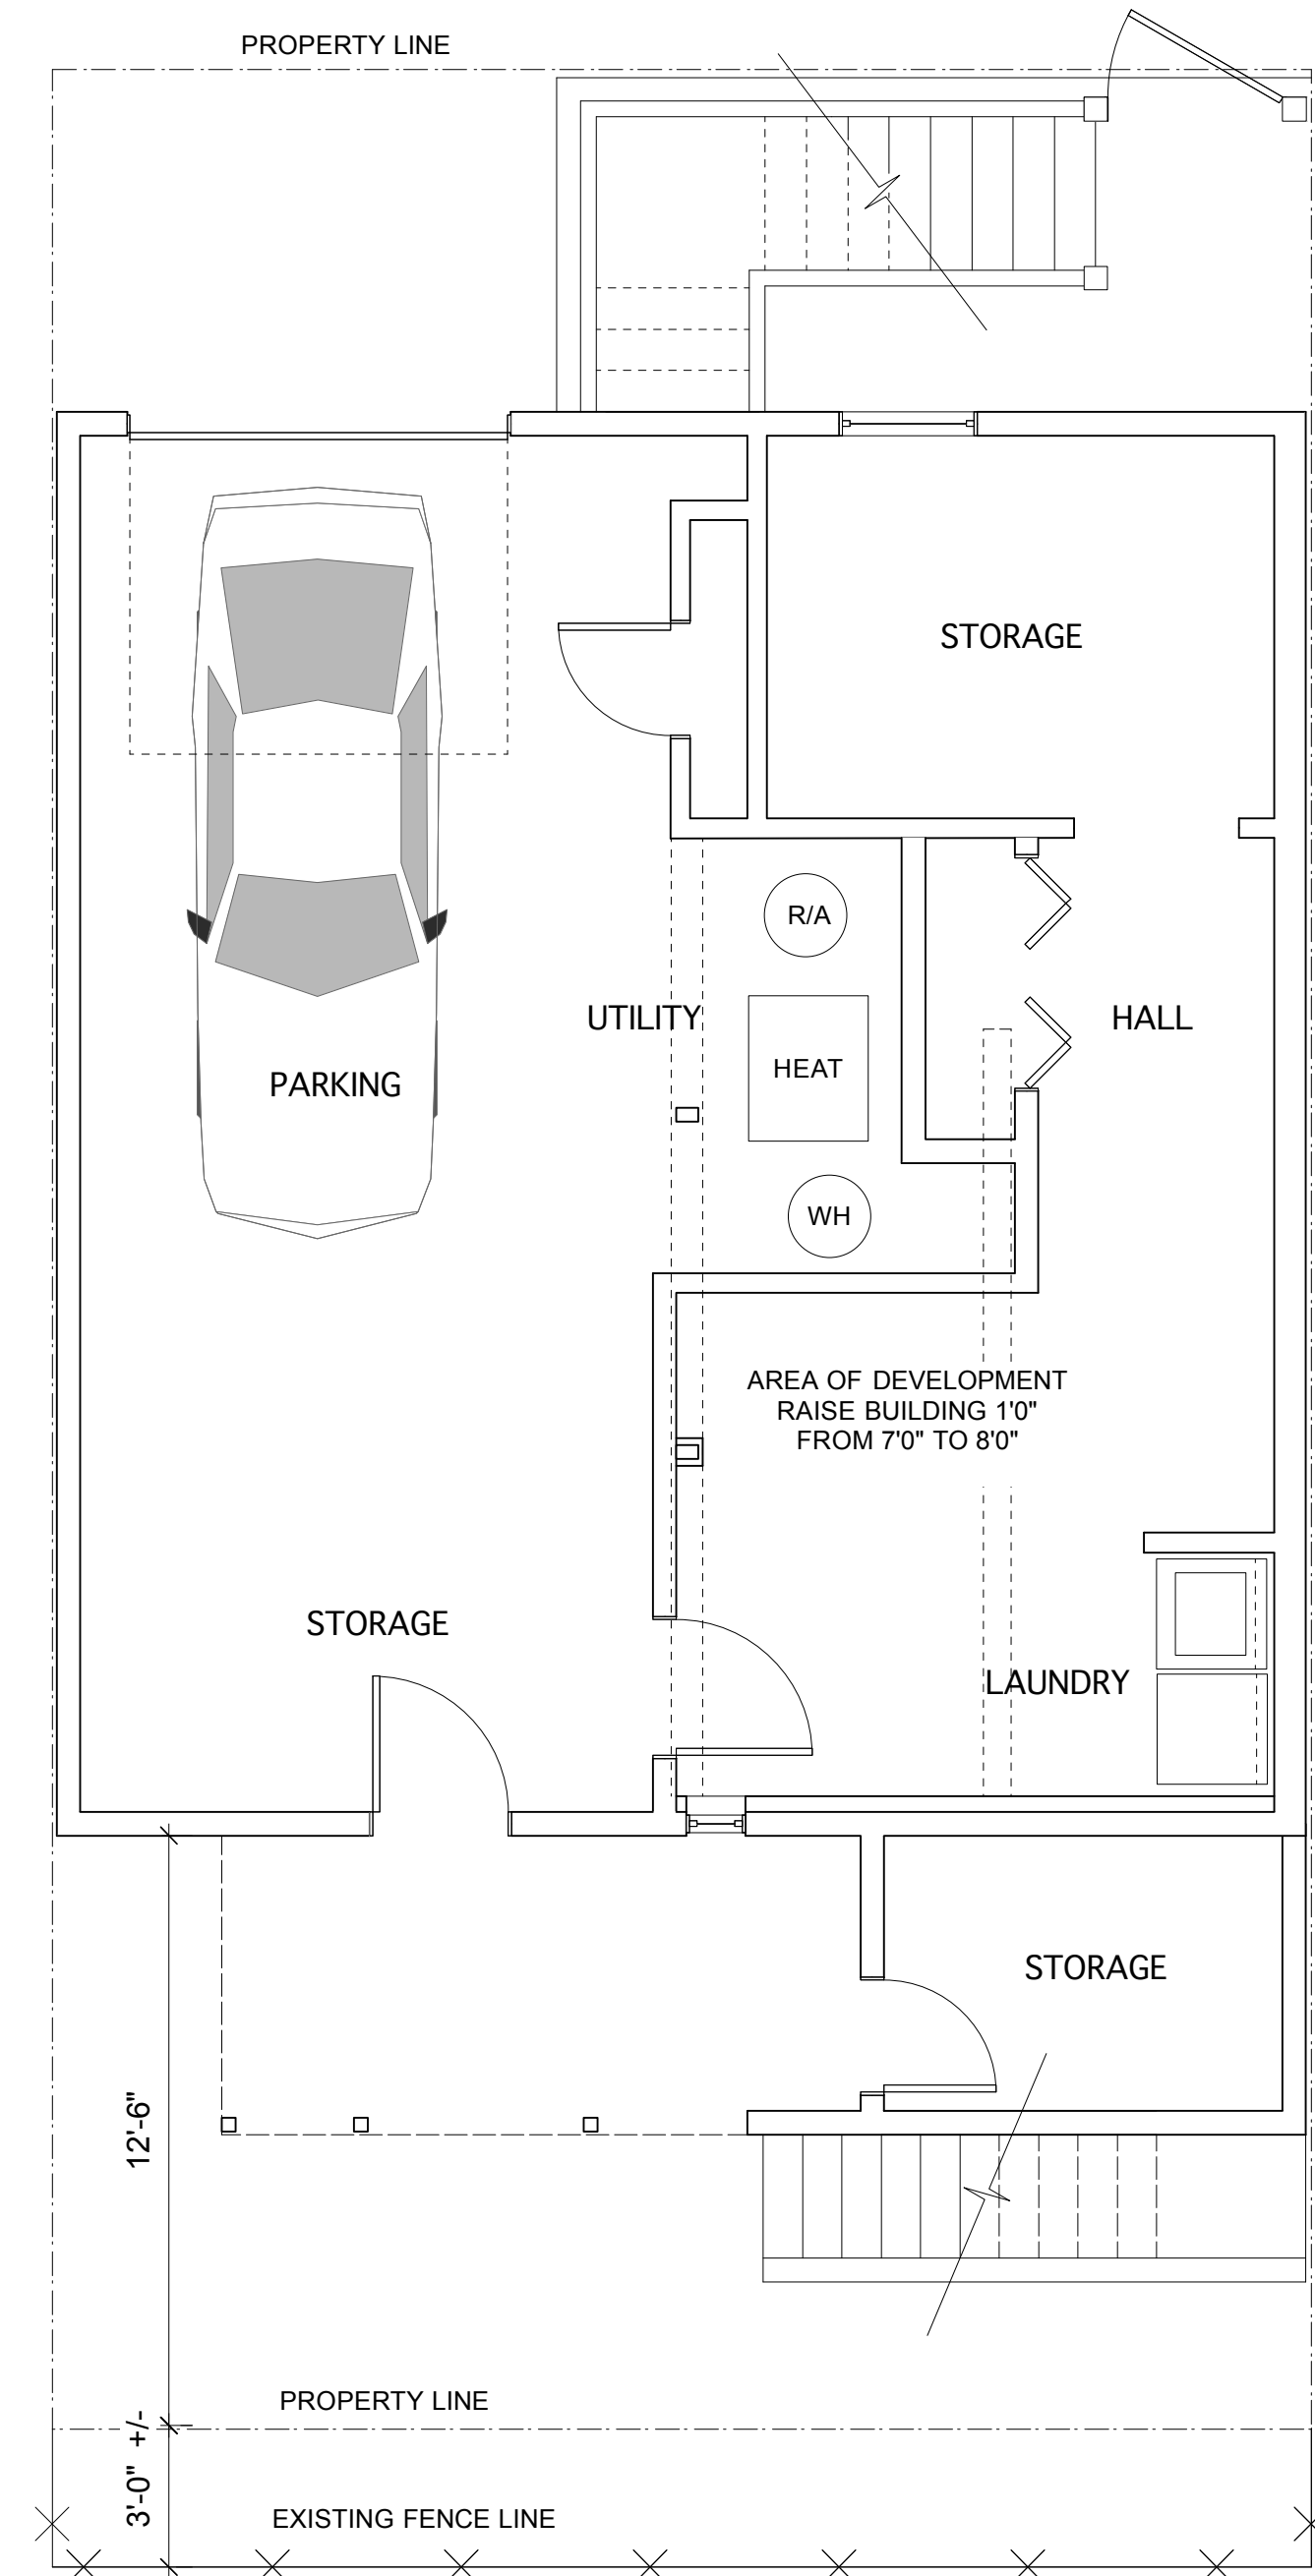 PROPERTY LINE
STORAGE
R/A
UTILITY
HALL
HEAT
PARKING
WH
AREA OF DEVELOPMENT
RAISE BUILDING 1'0"
FROM 7'0" TO 8'0"
STORAGE
LAUNDRY
STORAGE
12'-6"
PROPERTY LINE
3'-0" +/-
EXISTING FENCE LINE